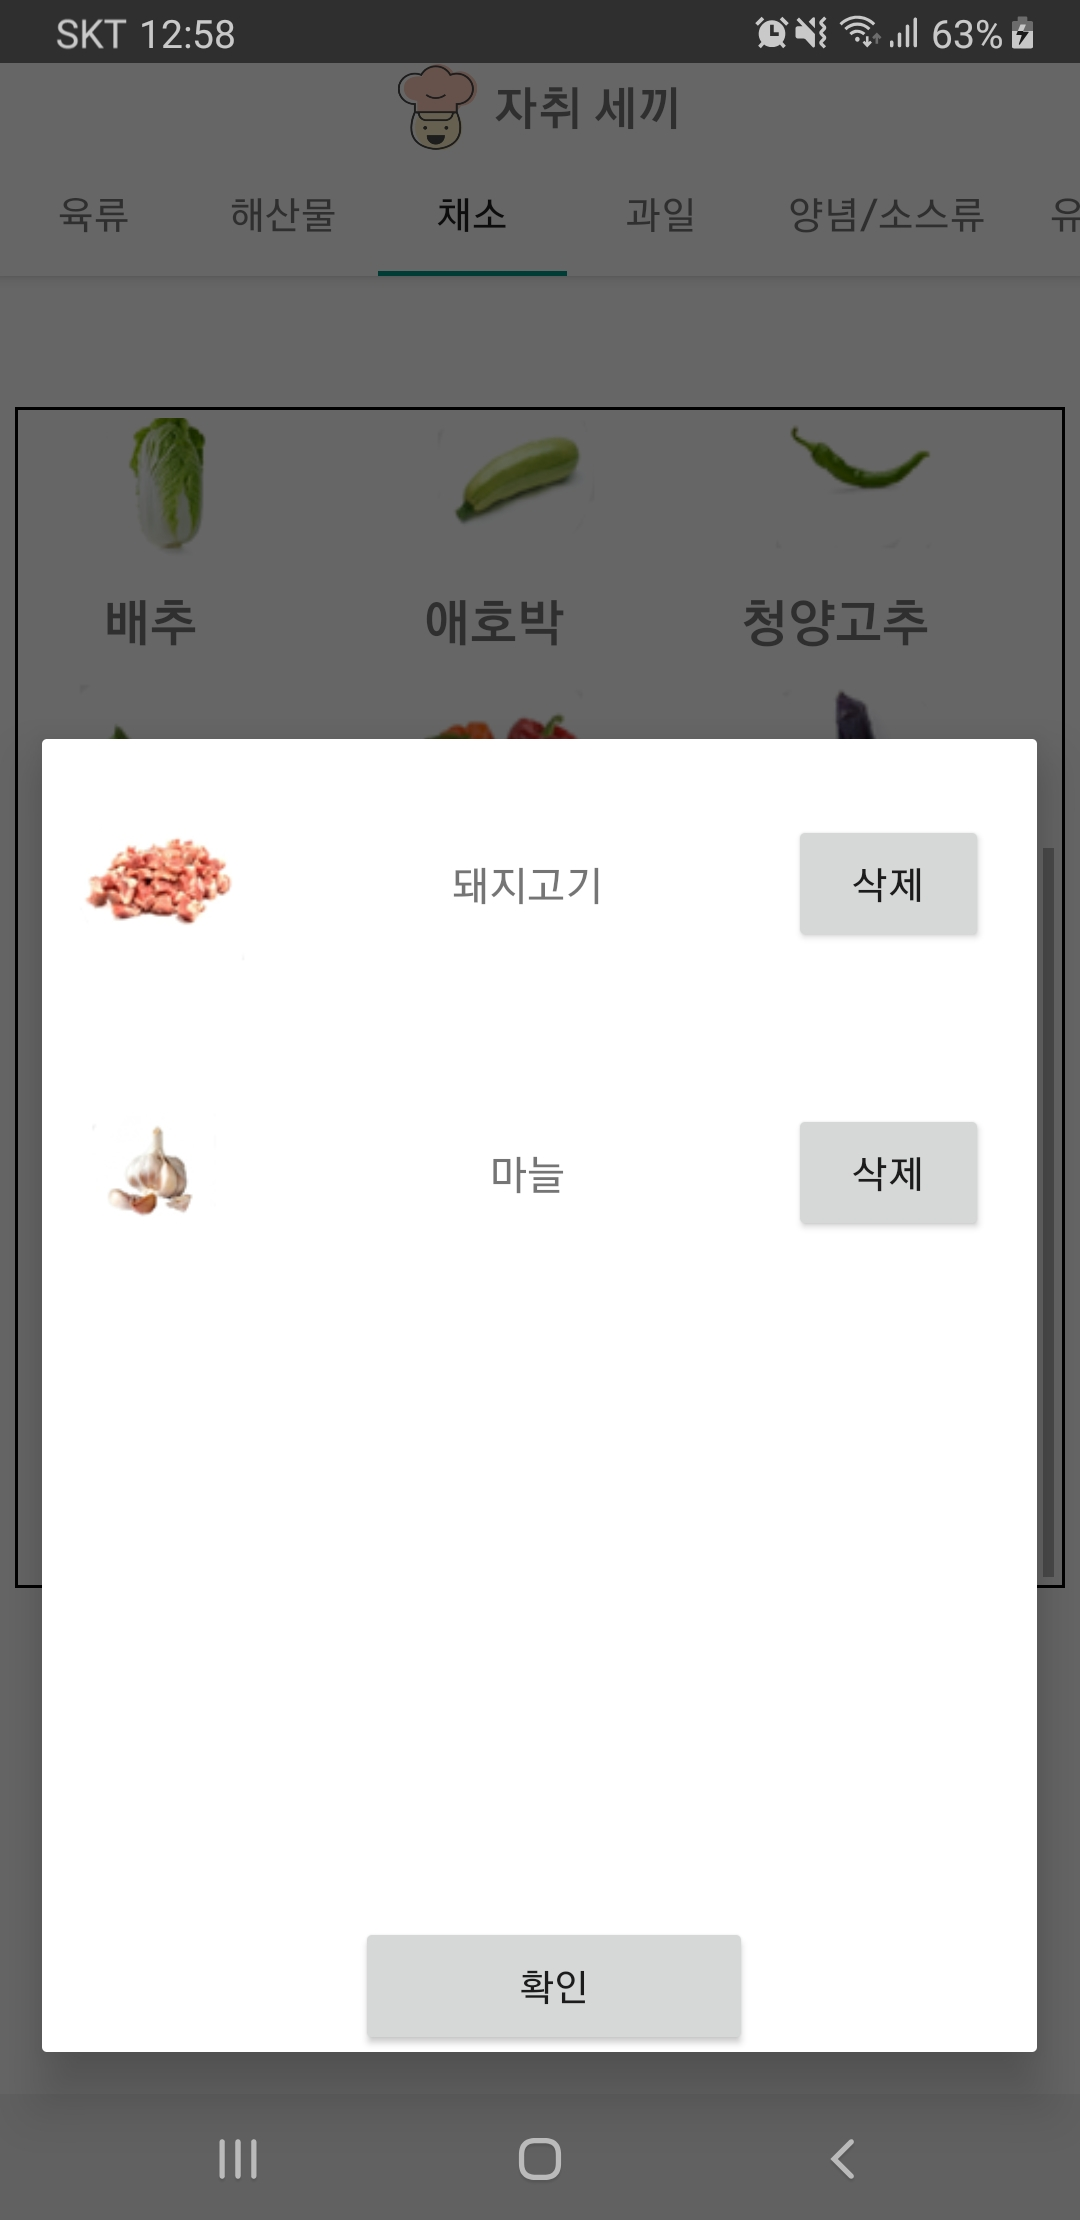 SKT 12:58 63%
자취 세끼
육류 해산물 채소 과일 양념/소스류 유
배추 애호박 청양고추
돼지고기 삭제
마늘 삭제
확인